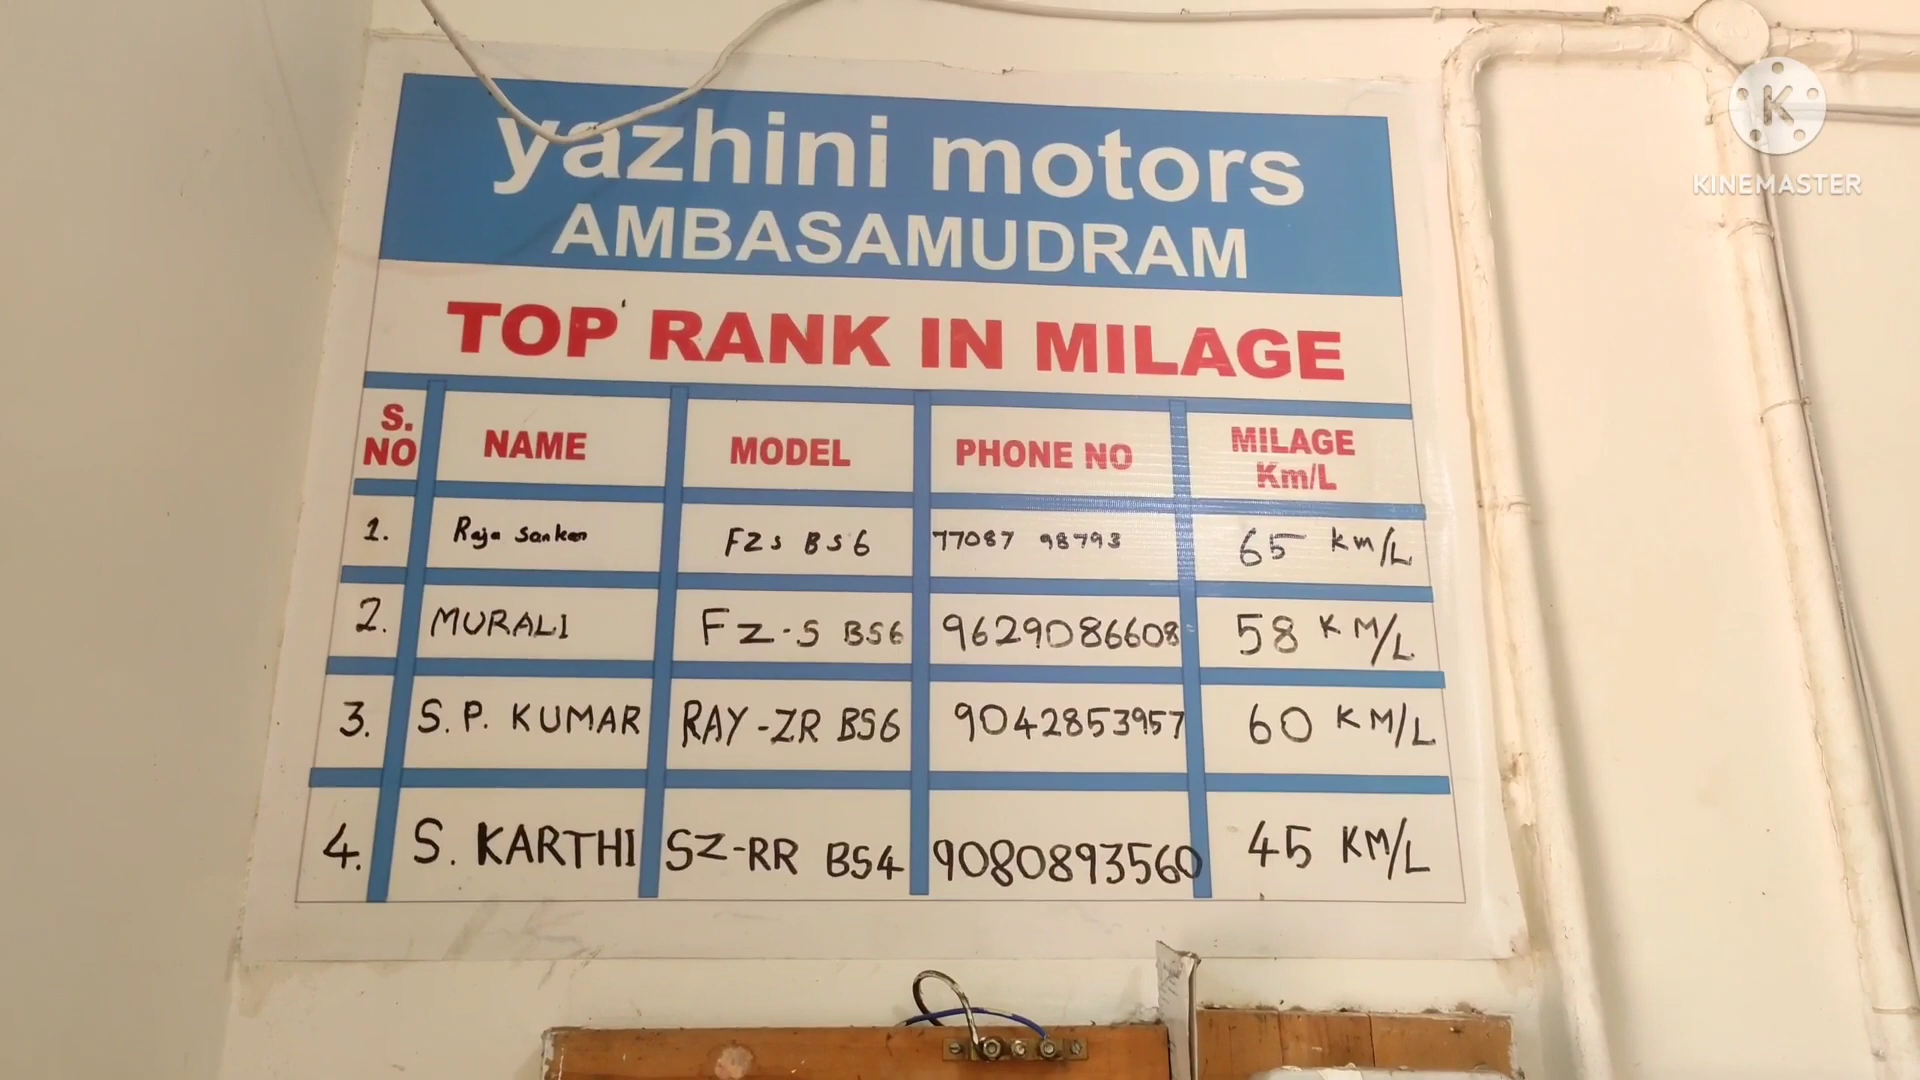 yazhini motors
AMBASAMUDRAM
TOP RANK IN MILAGE
S. NO NAME MODEL PHONE NO MILAGE Km/L
1. Raja Sankar FZs BS6 77087 98793 65 km/L
2. MURALI FZ-S BS6 9629086608 58 KM/L
3. S.P. KUMAR RAY-ZR BS6 9042853957 60 KM/L
4. S. KARTHI SZ-RR BS4 9080893560 45 KM/L
K
KINEMASTER